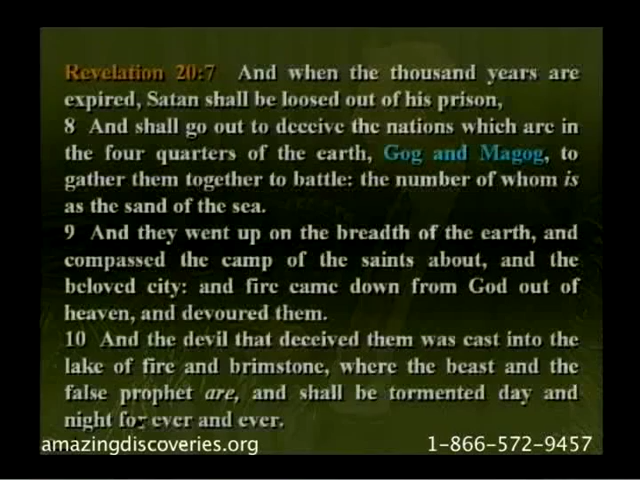 Revelation 20:7 And when the thousand years are
expired, Satan shall be loosed out of his prison,
8 And shall go out to deceive the nations which are in
the four quarters of the earth, Gog and Magog, to
gather them together to battle: the number of whom is
as the sand of the sea.
9 And they went up on the breadth of the earth, and
compassed the camp of the saints about, and the
beloved city: and fire came down from God out of
heaven, and devoured them.
10 And the devil that deceived them was cast into the
lake of fire and brimstone, where the beast and the
false prophet are, and shall be tormented day and
night for ever and ever.
amazingdiscoveries.org 1-866-572-9457